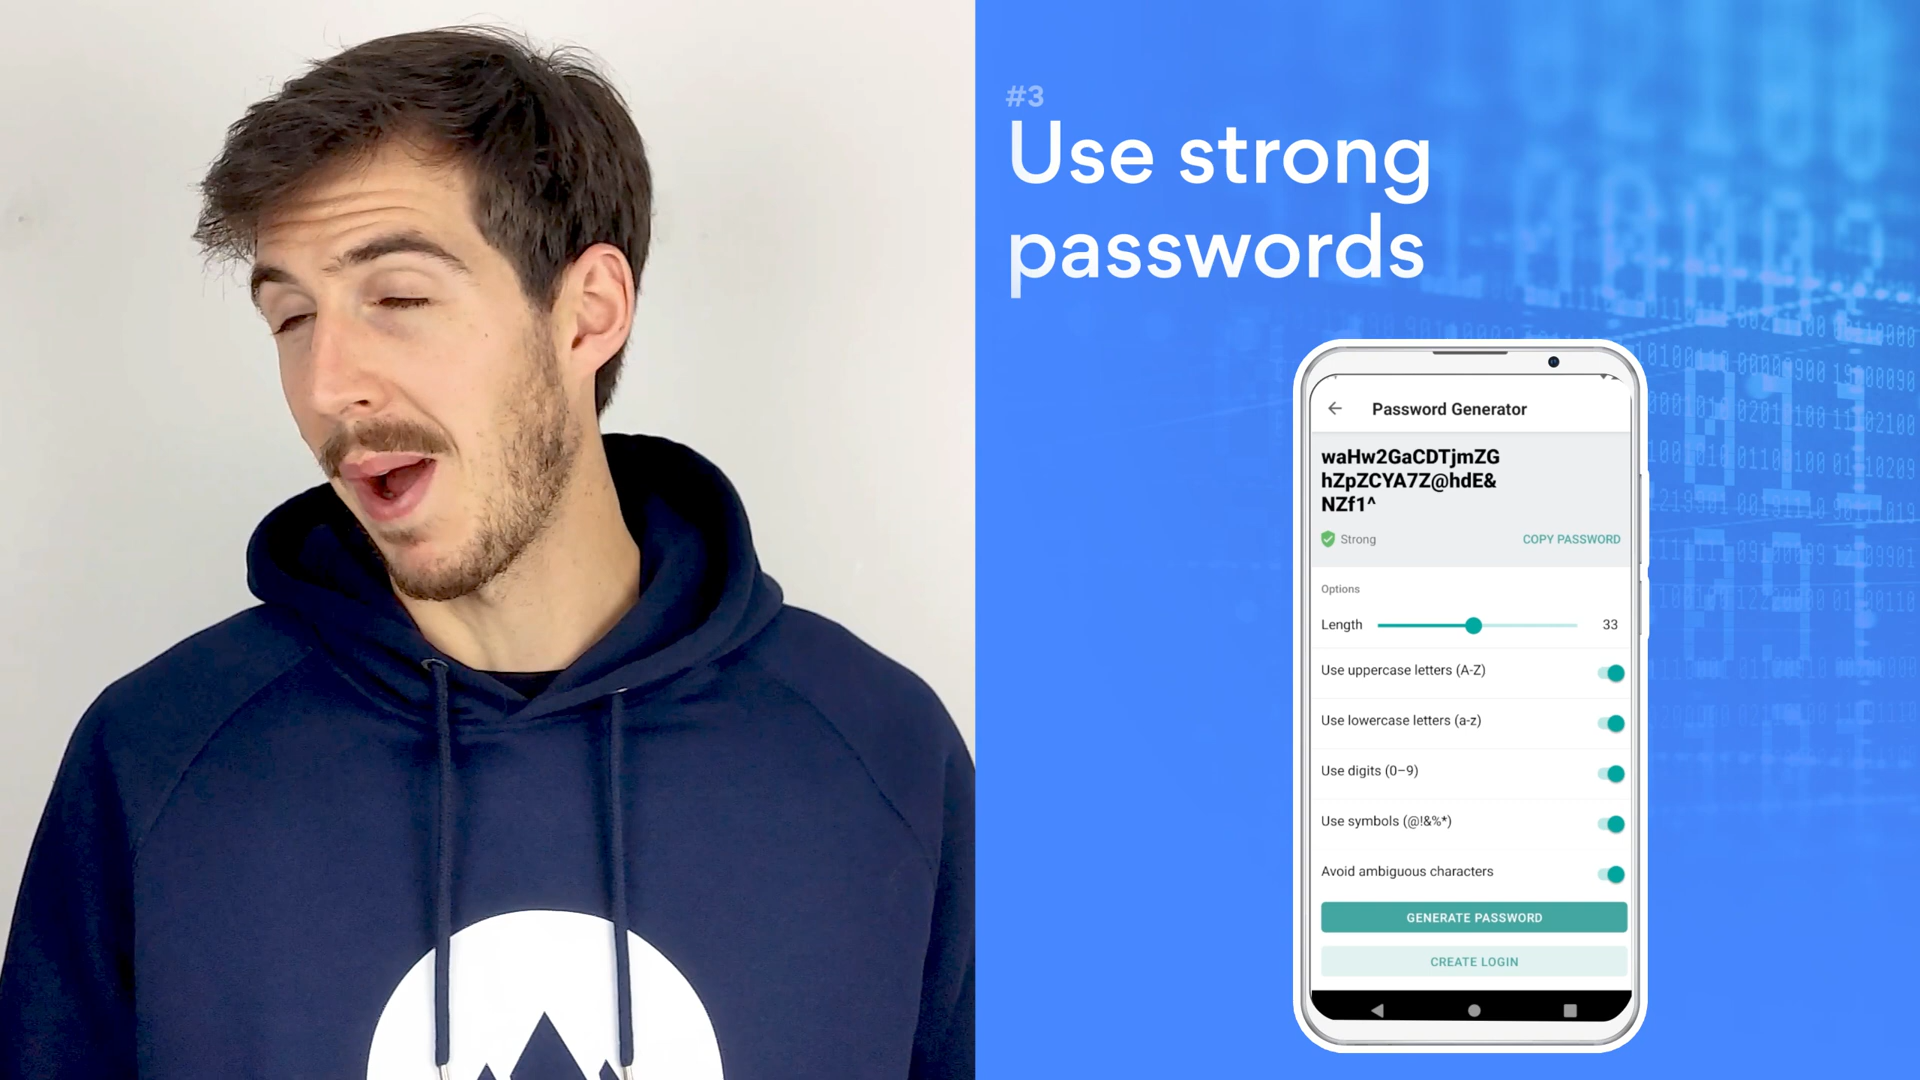 #3
Use strong
passwords
Password Generator
waHw2GaCDTjmZG
hZpZCYA7Z@hdE&
NZf1^
Strong
COPY PASSWORD
Options
Length
33
Use uppercase letters (A-Z)
Use lowercase letters (a-z)
Use digits (0–9)
Use symbols (@!&%*)
Avoid ambiguous characters
GENERATE PASSWORD
CREATE LOGIN